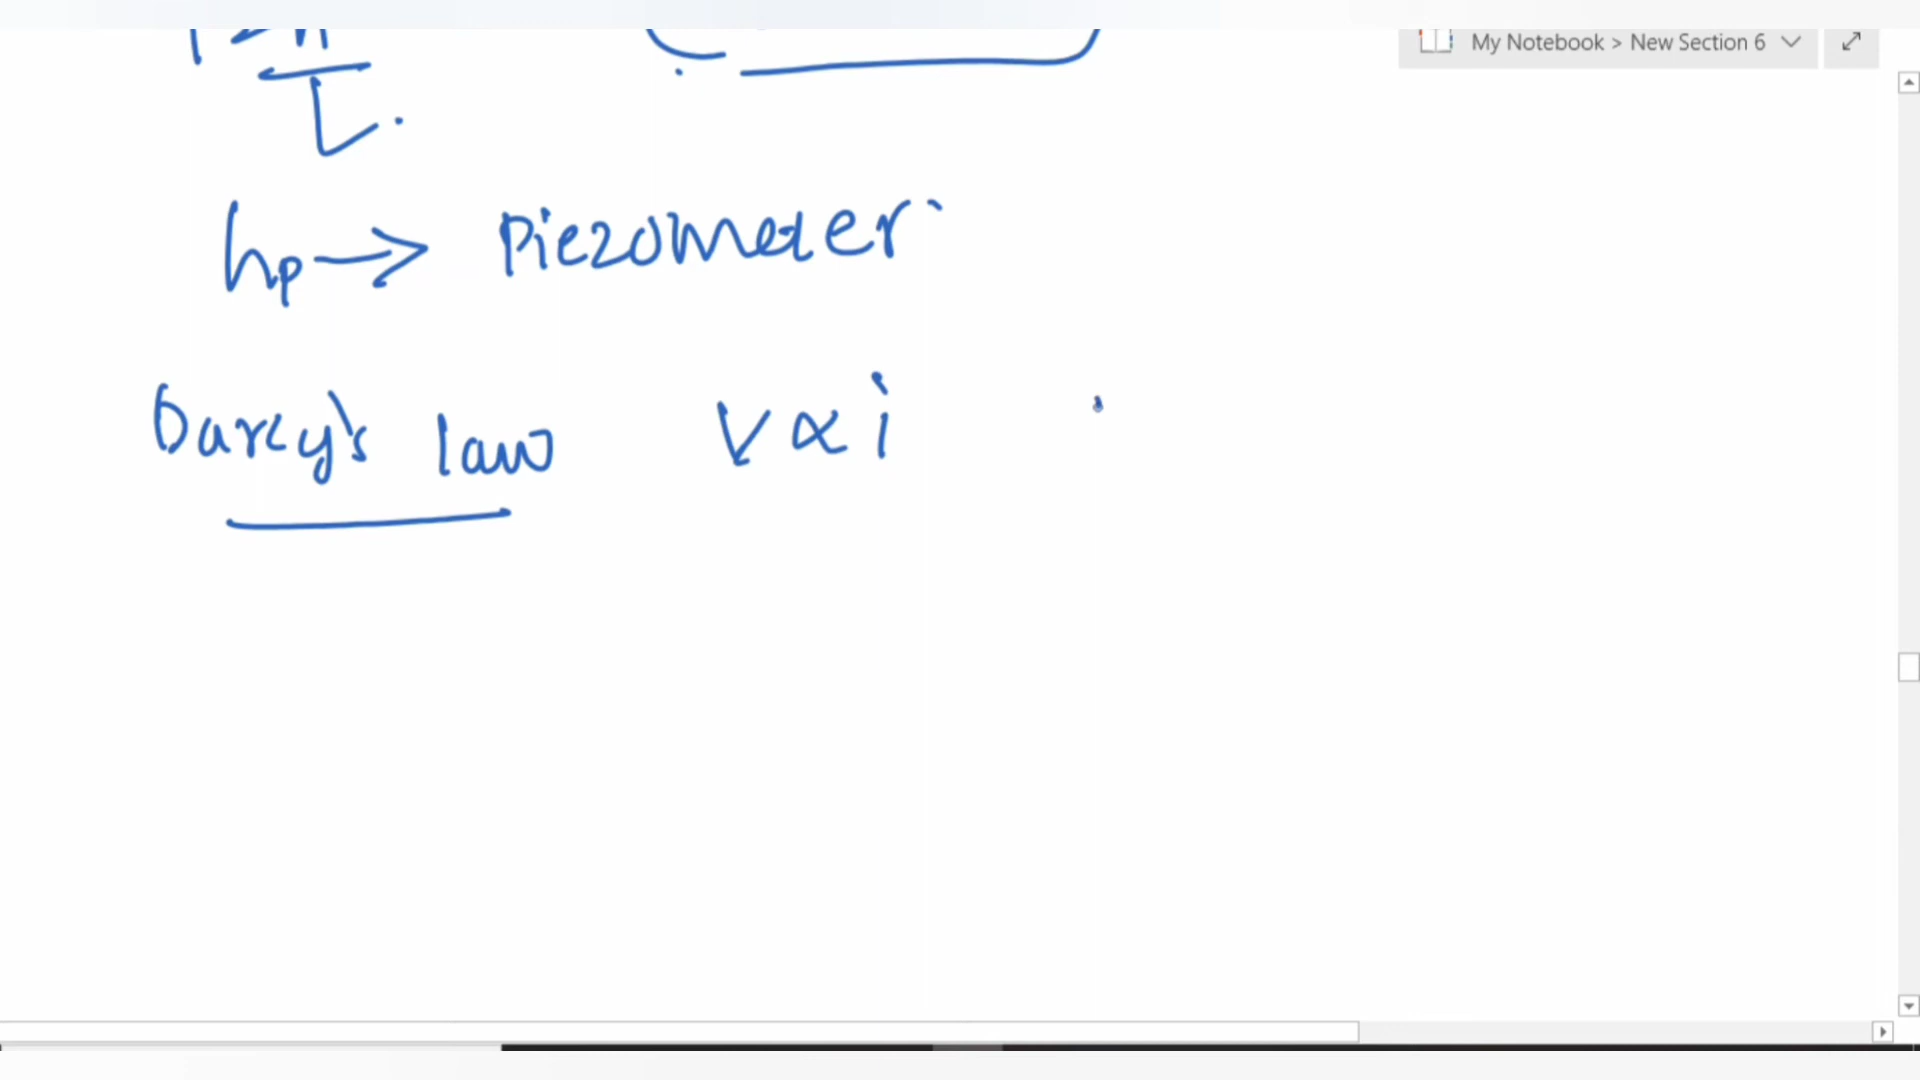 My Notebook > New Section 6
L.
hp → Piezometer
Darcy's law V ∝ i